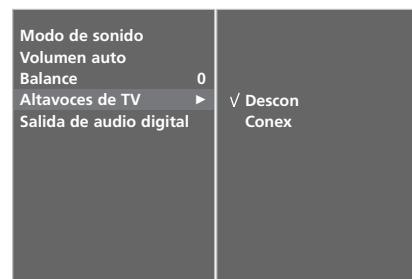 Modo de sonido
Volumen auto
Balance 0
Altavoces de TV ►
Salida de audio digital
√ Descon
Conex